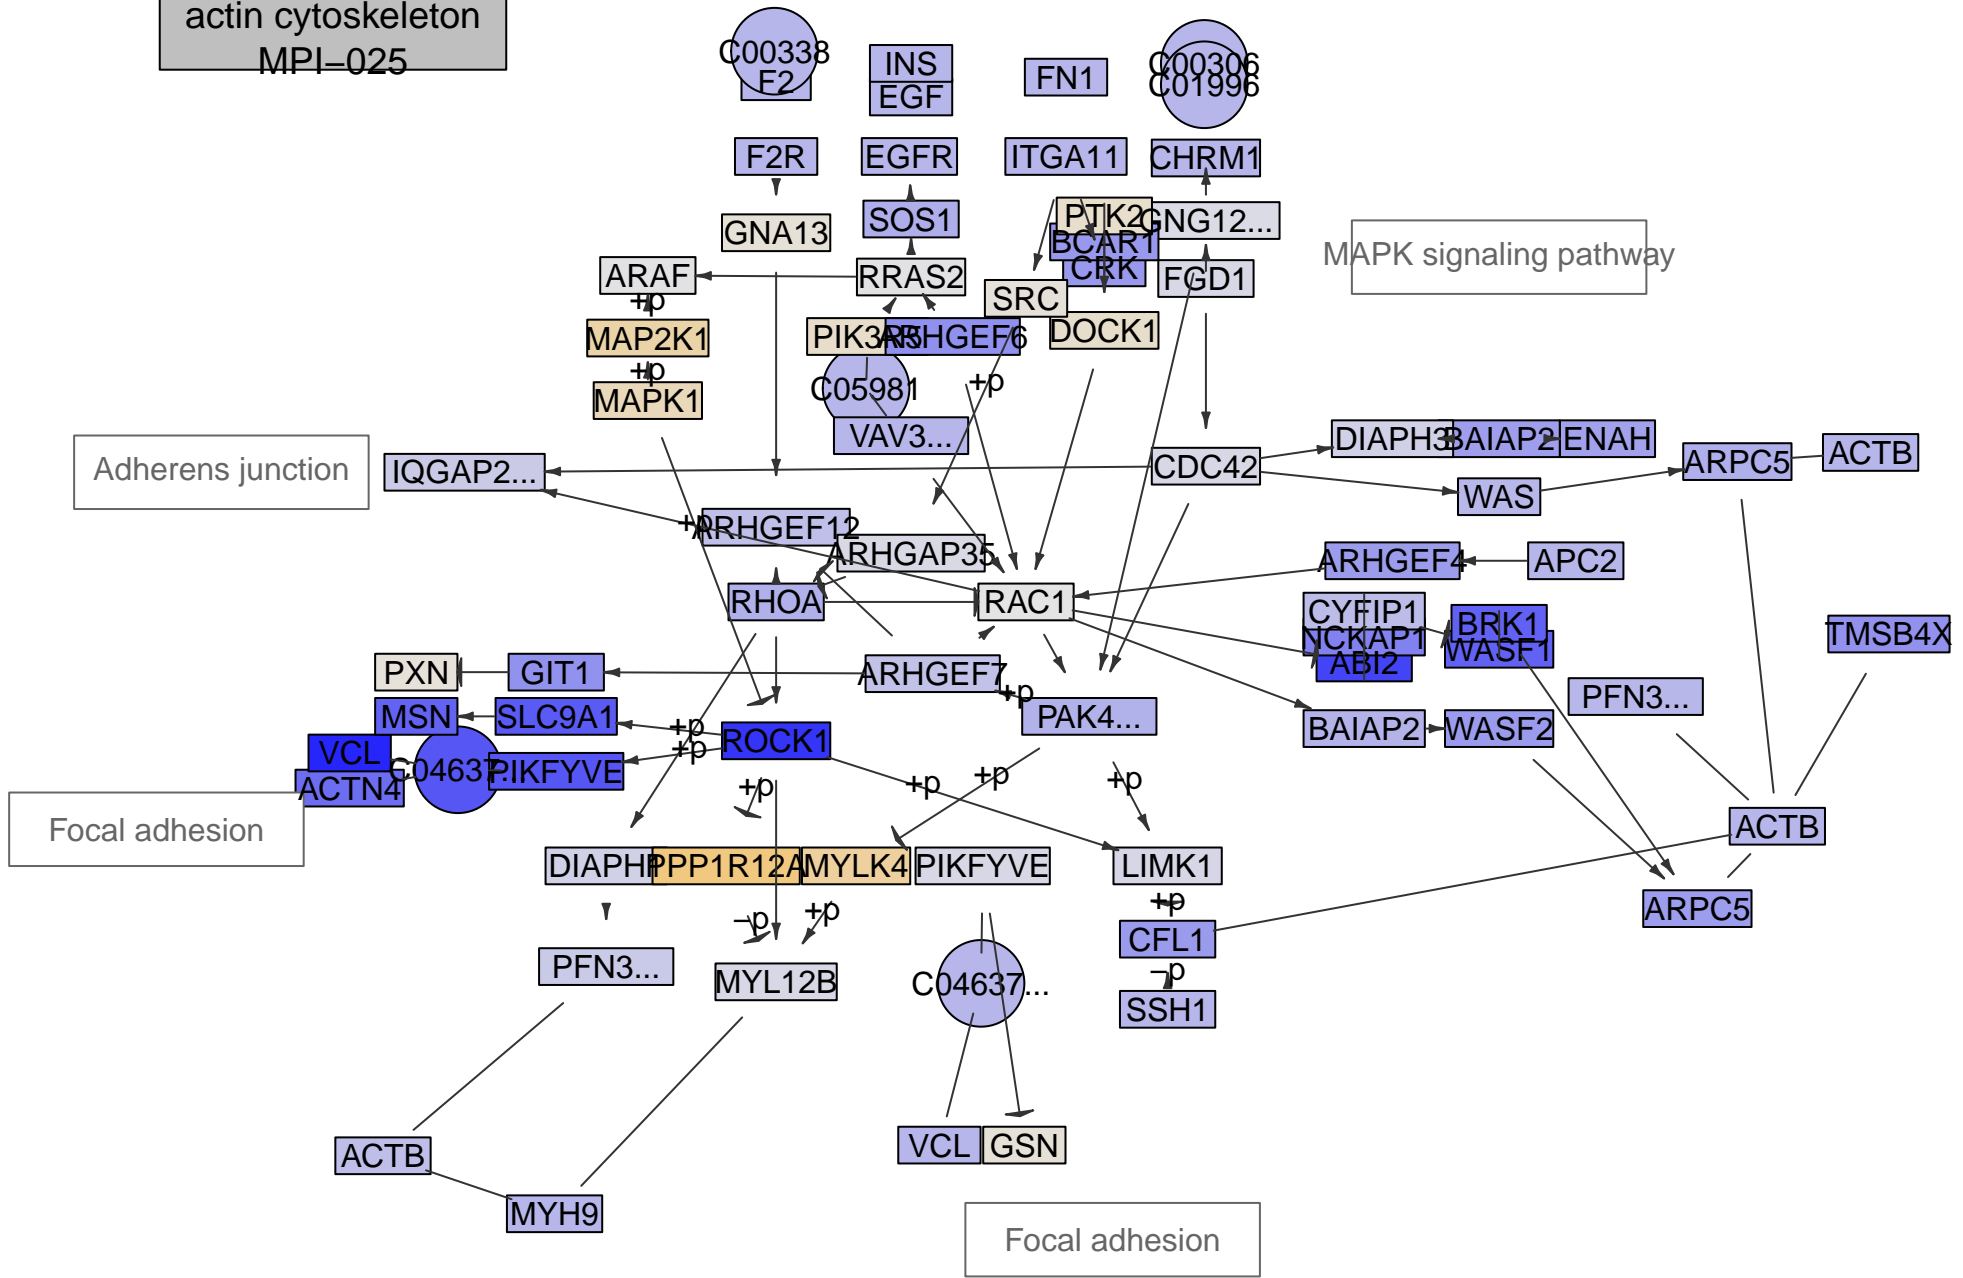 actin cytoskeleton
MPI−025
C00338
F2
INS
EGF
FN1
C00306
C01996
F2R
EGFR
ITGA11
CHRM1
GNA13
SOS1
PTK2
GNG12...
BCAR1
CRK
MAPK signaling pathway
ARAF
RRAS2
SRC
FGD1
+p
MAP2K1
ARHGEF6
DOCK1
+p
MAPK1
C05981
+p
VAV3...
DIAPH3
BAIAP2
ENAH
ACTB
Adherens junction
IQGAP2...
CDC42
ARPC5
WAS
+p
ARHGEF12
ARHGAP35
ARHGEF4
APC2
RHOA
RAC1
CYFIP1
NCKAP1
ABI2
BRK1
WASF1
TMSB4X
PXN
GIT1
ARHGEF7
+p
PFN3...
MSN
SLC9A1
+p
ROCK1
PAK4...
BAIAP2
WASF2
VCL
C04637...
PIKFYVE
+p
ACTN4
+p
+p
+p
+p
Focal adhesion
ACTB
PPP1R12A
MYLK4
PIKFYVE
LIMK1
+p
−p
+p
ARPC5
CFL1
PFN3...
MYL12B
C04637...
−p
SSH1
ACTB
VCL
GSN
MYH9
Focal adhesion